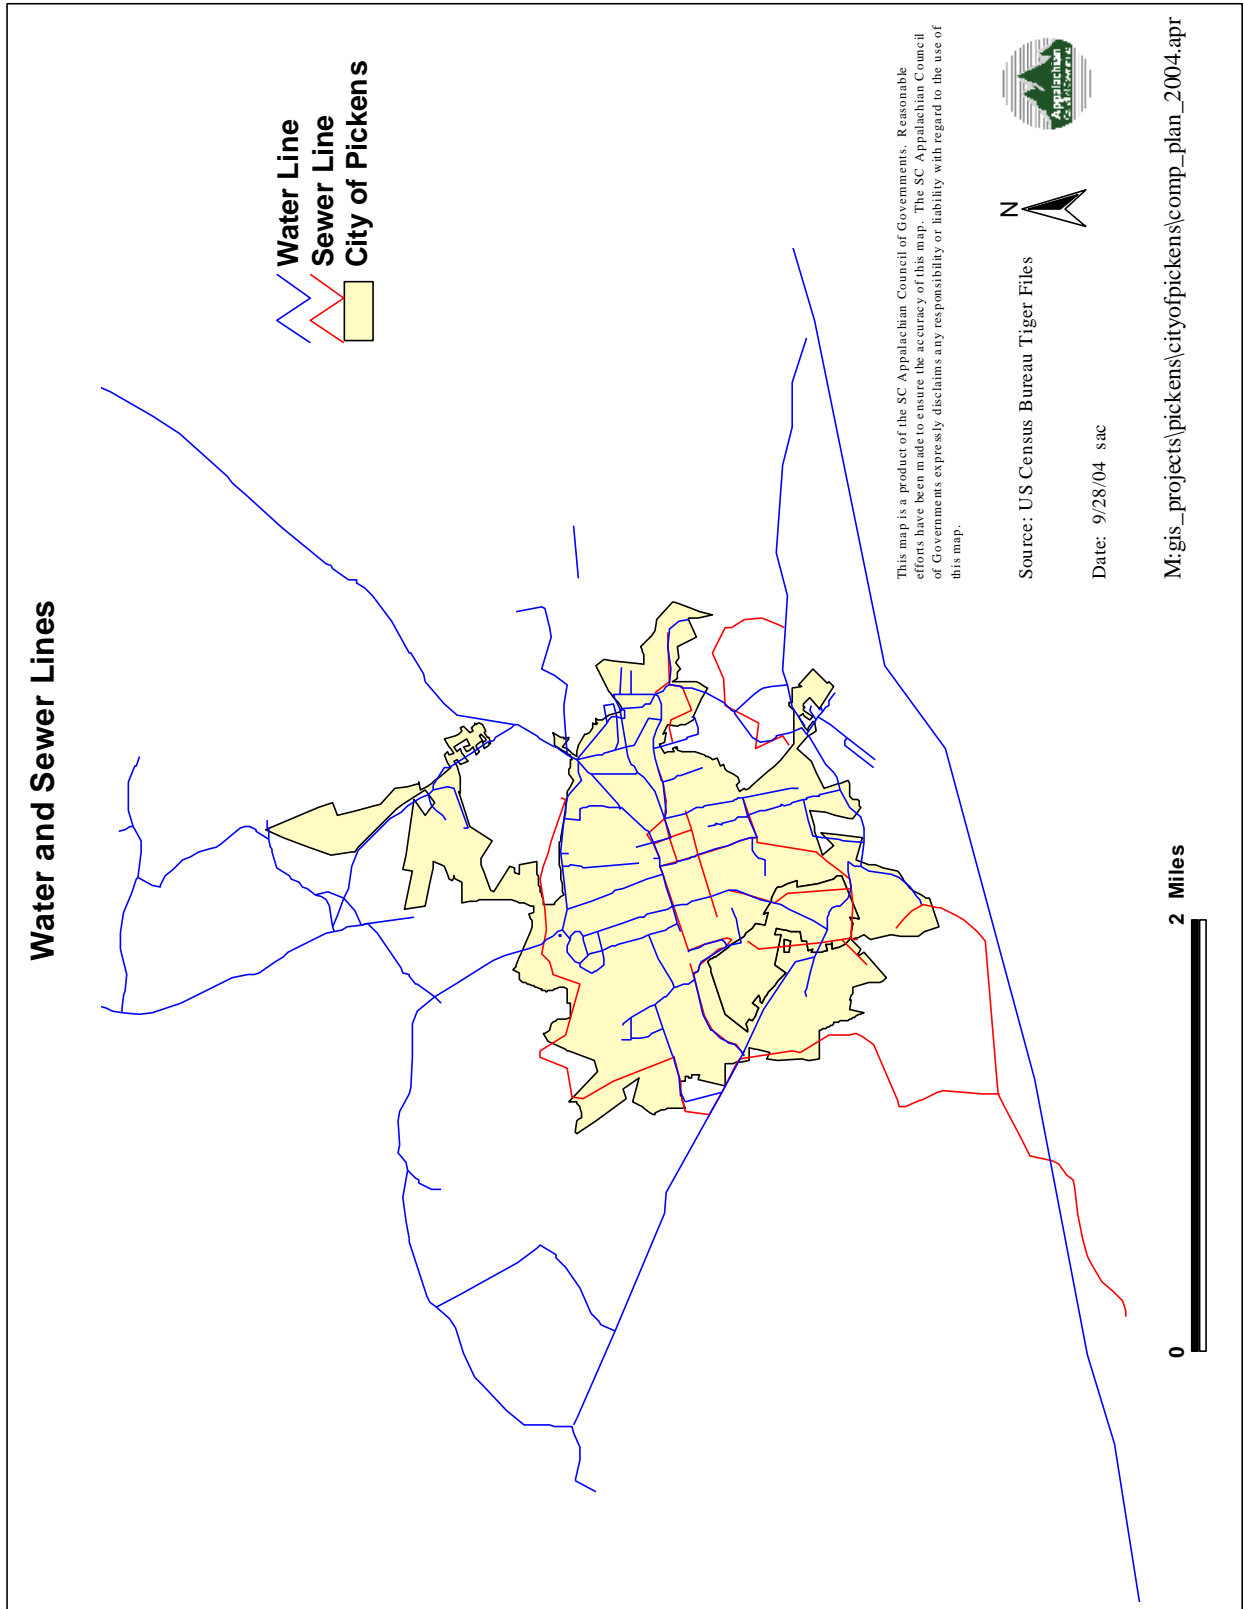 Water and Sewer Lines
Water Line
Sewer Line
City of Pickens
This map is a product of the SC Appalachian Council of Governments. Reasonable
efforts have been made to ensure the accuracy of this map. The SC Appalachian Council
of Governments expressly disclaims any responsibility or liability with regard to the use of
this map.
Source: US Census Bureau Tiger Files
N
Appalachian
Date: 9/28/04 sac
0 2 Miles
M:gis_projects\pickens\cityofpickens\comp_plan_2004.apr